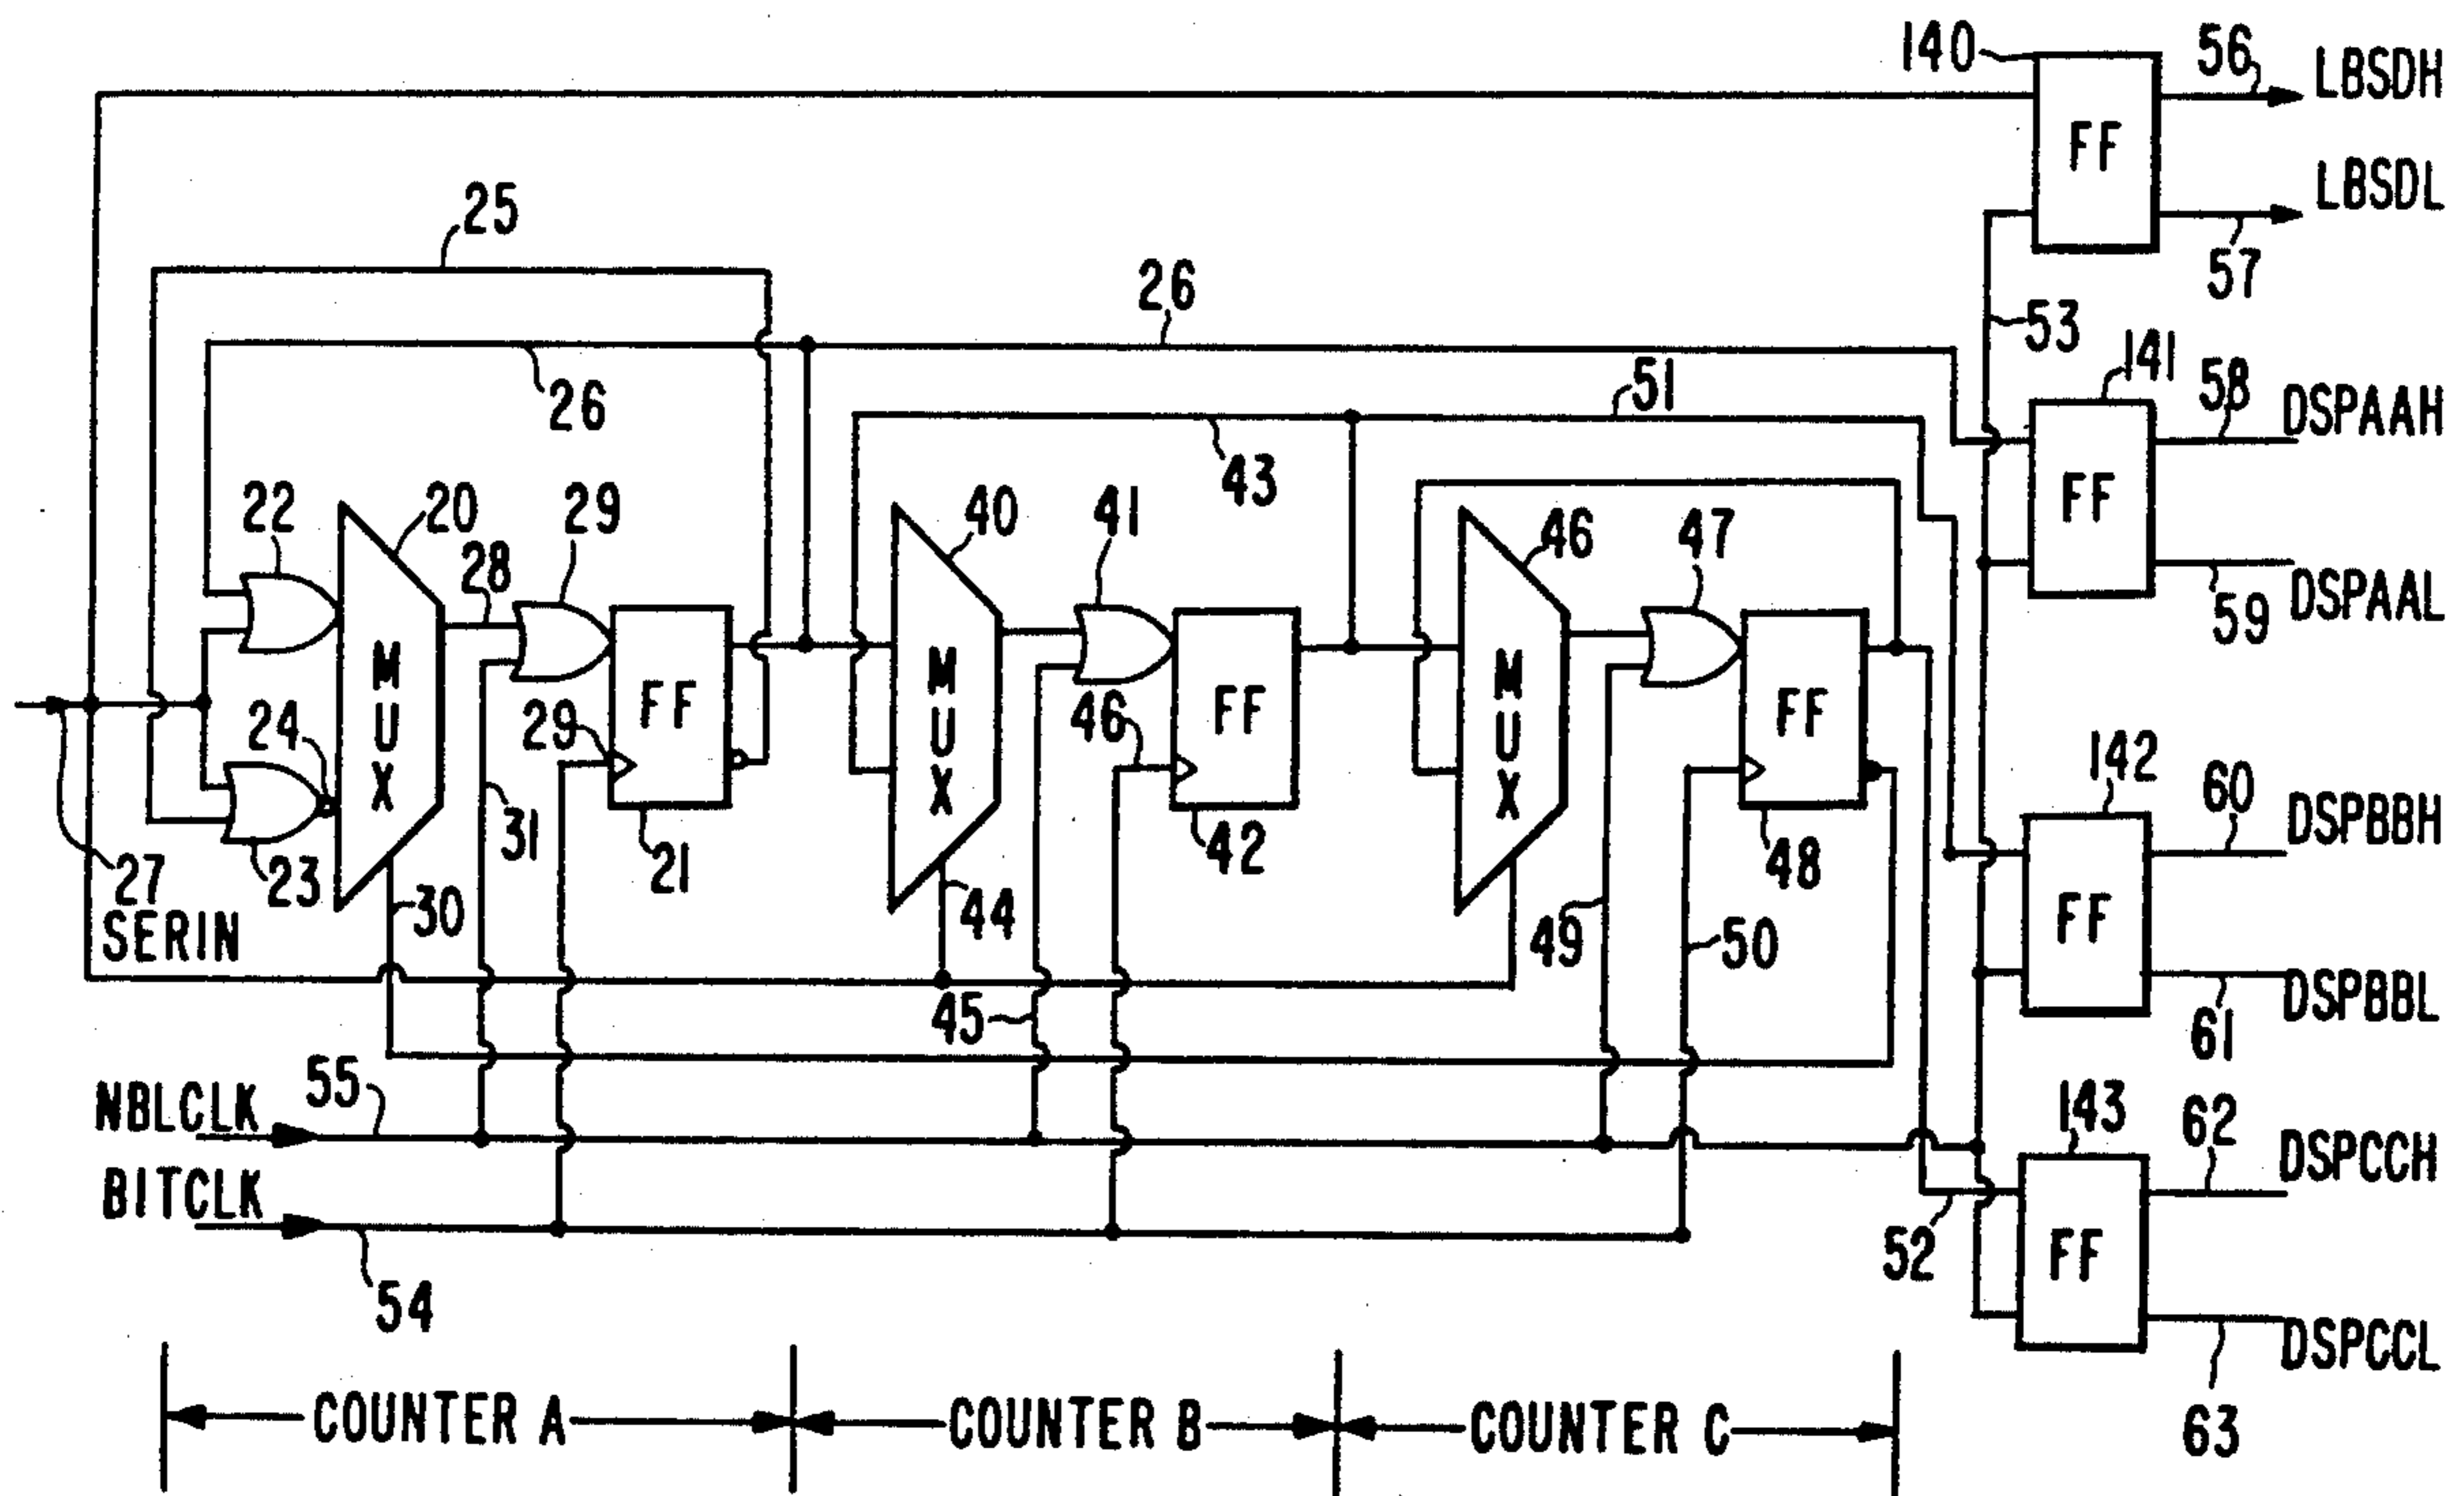 140
56
LBSDH
FF
LBSDL
57
25
26
53
141
58
DSPAAH
26
51
43
FF
22
20
28
29
40
41
46
47
59
DSPAAL
MUX
FF
MUX
FF
MUX
FF
24
29
46
142
60
DSPBBH
27
23
31
21
42
48
SERIN
30
44
49
50
FF
45
61
DSPBBL
NBLCLK
55
143
62
DSPCCH
BITCLK
52
FF
54
DSPCCL
63
COUNTER A
COUNTER B
COUNTER C